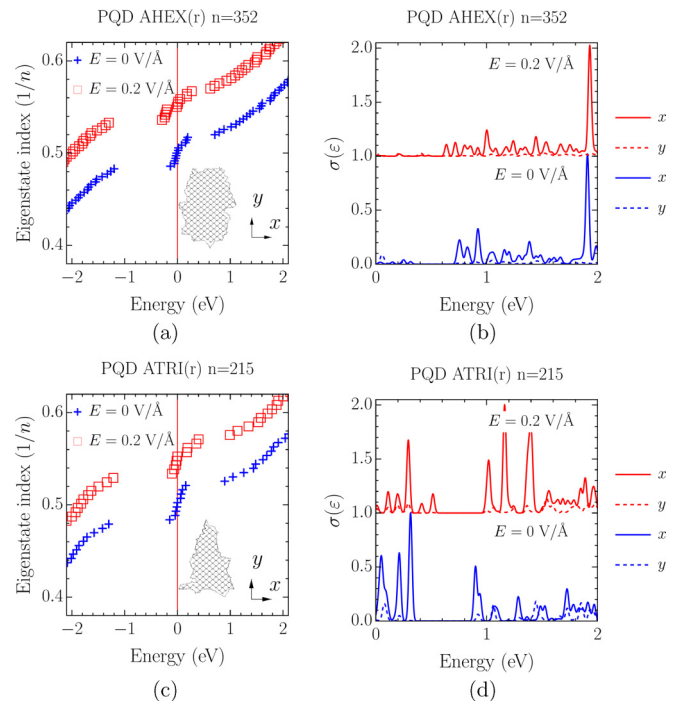 PQD AHEX(r) n=352
Eigenstate index (1/n)
0.6
0.5
0.4
E = 0 V/Å
E = 0.2 V/Å
y
x
−2 −1 0 1 2
Energy (eV)
(a)
PQD AHEX(r) n=352
σ(ε)
2.0
1.5
1.0
0.5
0.0
E = 0.2 V/Å
E = 0 V/Å
0 1 2
Energy (eV)
x
y
x
y
(b)
PQD ATRI(r) n=215
Eigenstate index (1/n)
0.6
0.5
0.4
E = 0 V/Å
E = 0.2 V/Å
y
x
−2 −1 0 1 2
Energy (eV)
(c)
PQD ATRI(r) n=215
σ(ε)
2.0
1.5
1.0
0.5
0.0
E = 0.2 V/Å
E = 0 V/Å
0 1 2
Energy (eV)
x
y
x
y
(d)